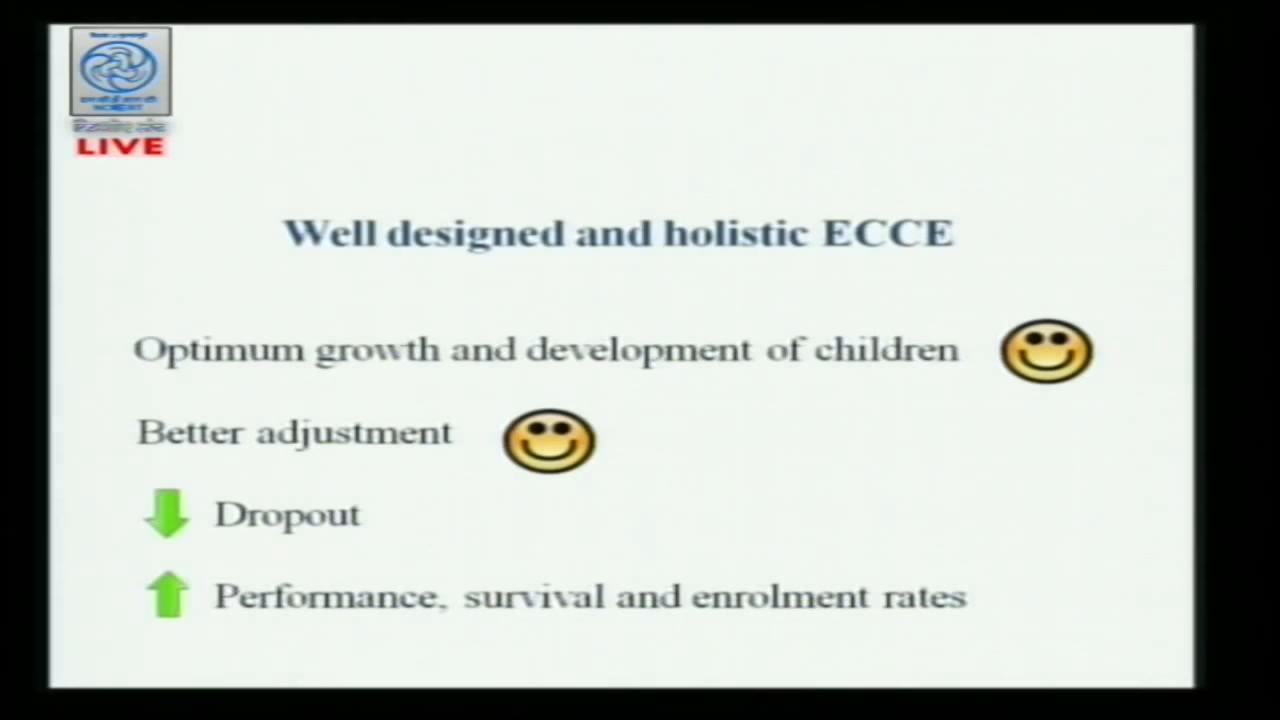 LIVE
Well designed and holistic ECCE
Optimum growth and development of children
Better adjustment
Dropout
Performance, survival and enrolment rates